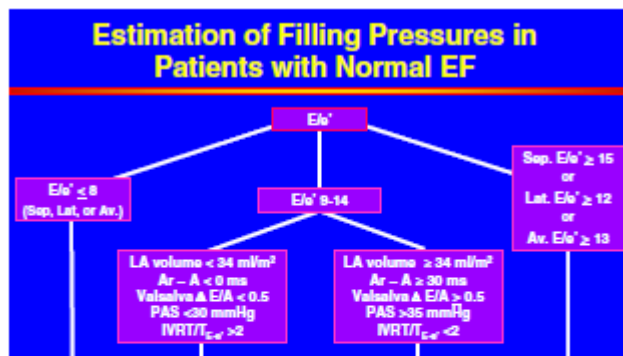 Estimation of Filling Pressures in
Patients with Normal EF
E/e'
E/e' ≤ 8
(Sep, Lat, or Av.)
E/e' 9-14
Sep. E/e' ≥ 15
or
Lat. E/e' ≥ 12
or
Av. E/e' ≥ 13
LA volume < 34 ml/m²
Ar – A < 0 ms
Valsalva Δ E/A < 0.5
PAS <30 mmHg
IVRT/T_E-e' >2
LA volume ≥ 34 ml/m²
Ar – A ≥ 30 ms
Valsalva Δ E/A ≥ 0.5
PAS >35 mmHg
IVRT/T_E-e' <2